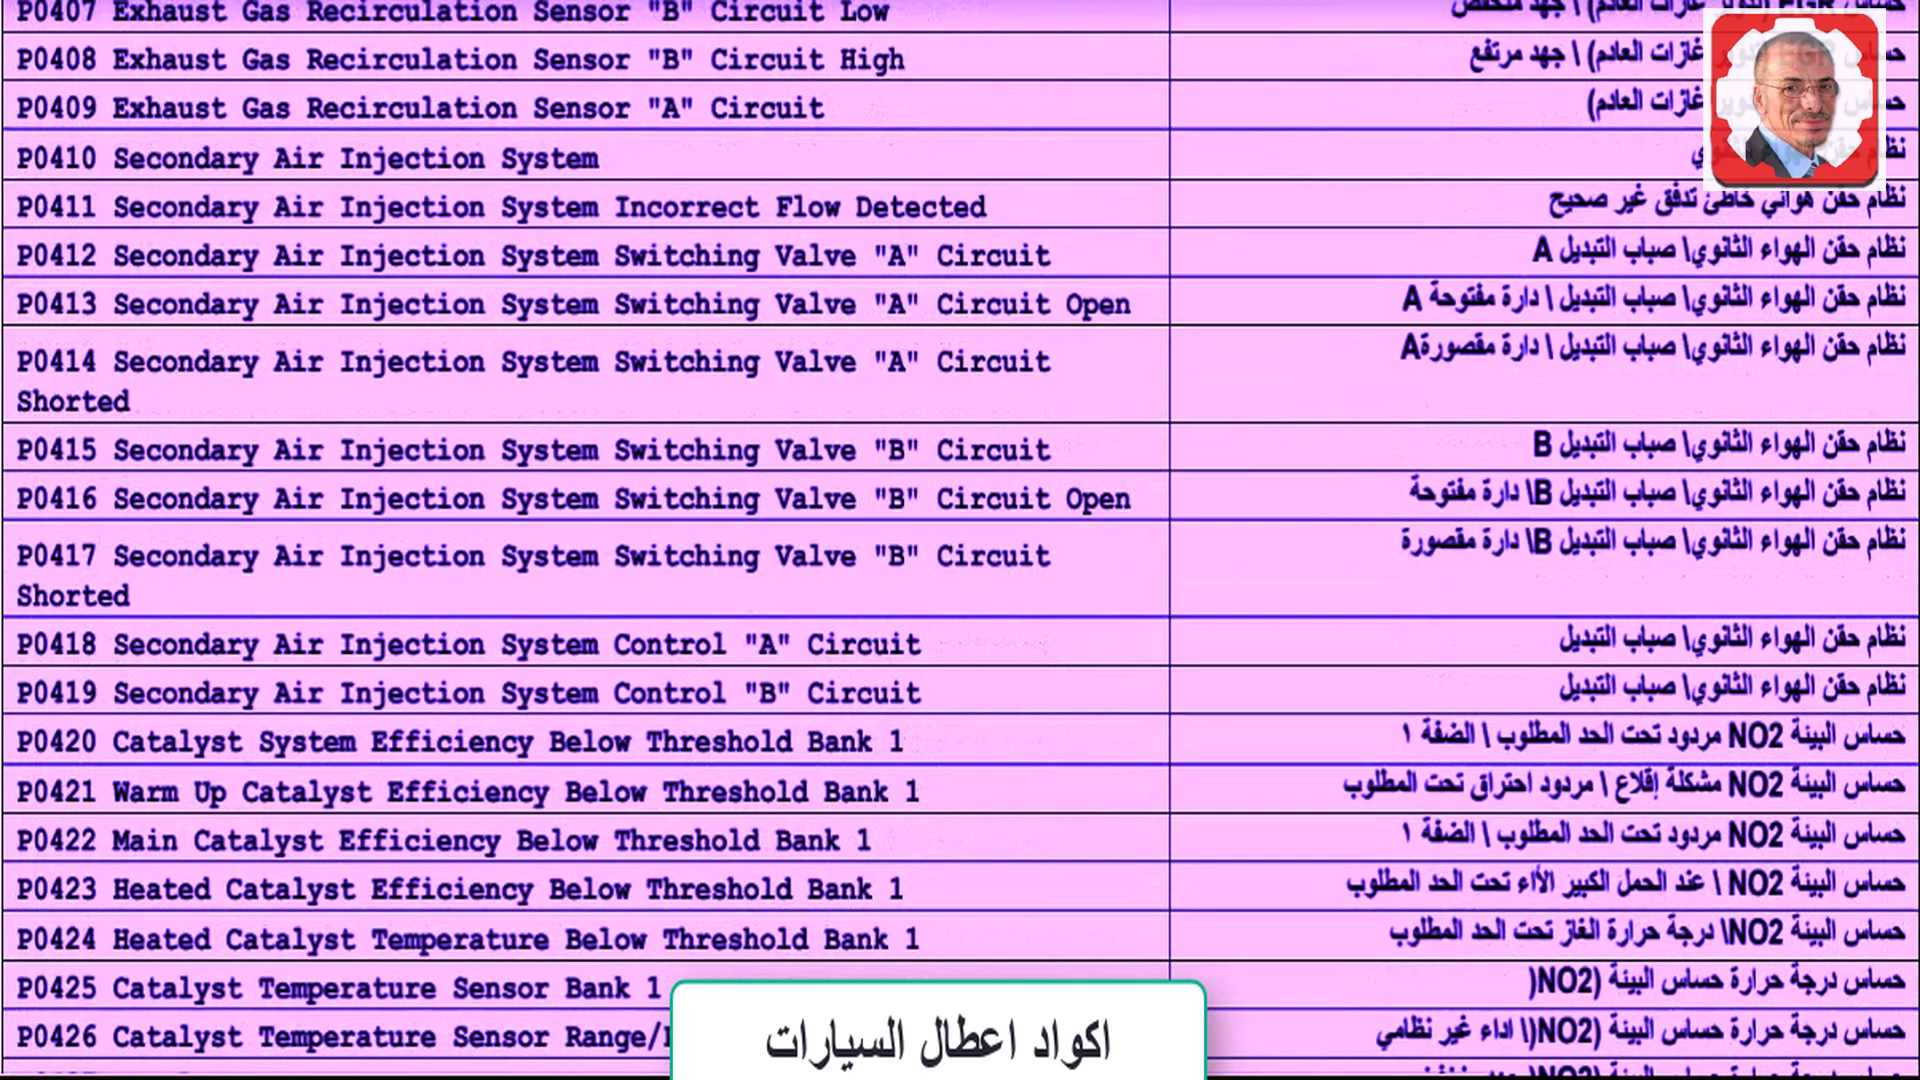 P0407 Exhaust Gas Recirculation Sensor "B" Circuit Low
P0408 Exhaust Gas Recirculation Sensor "B" Circuit High
غازات العادم) \ جهد مرتفع
P0409 Exhaust Gas Recirculation Sensor "A" Circuit
غازات العادم)
P0410 Secondary Air Injection System
نظام حقن
P0411 Secondary Air Injection System Incorrect Flow Detected
نظام حقن هوائي خاطئ تدفق غير صحيح
P0412 Secondary Air Injection System Switching Valve "A" Circuit
نظام حقن الهواء الثانوي\ صباب التبديل A
P0413 Secondary Air Injection System Switching Valve "A" Circuit Open
نظام حقن الهواء الثانوي\ صباب التبديل \ دارة مفتوحة A
P0414 Secondary Air Injection System Switching Valve "A" Circuit
Shorted
نظام حقن الهواء الثانوي\ صباب التبديل \ دارة مقصورةA
P0415 Secondary Air Injection System Switching Valve "B" Circuit
نظام حقن الهواء الثانوي\ صباب التبديل B
P0416 Secondary Air Injection System Switching Valve "B" Circuit Open
نظام حقن الهواء الثانوي\ صباب التبديل B\ دارة مفتوحة
P0417 Secondary Air Injection System Switching Valve "B" Circuit
Shorted
نظام حقن الهواء الثانوي\ صباب التبديل B\ دارة مقصورة
P0418 Secondary Air Injection System Control "A" Circuit
نظام حقن الهواء الثانوي\ صباب التبديل
P0419 Secondary Air Injection System Control "B" Circuit
نظام حقن الهواء الثانوي\ صباب التبديل
P0420 Catalyst System Efficiency Below Threshold Bank 1
حساس البيئة NO2 مردود تحت الحد المطلوب \ الضفة ١
P0421 Warm Up Catalyst Efficiency Below Threshold Bank 1
حساس البيئة NO2 مشكلة إقلاع \ مردود احتراق تحت المطلوب
P0422 Main Catalyst Efficiency Below Threshold Bank 1
حساس البيئة NO2 مردود تحت الحد المطلوب \ الضفة ١
P0423 Heated Catalyst Efficiency Below Threshold Bank 1
حساس البيئة NO2 \ عند الحمل الكبير الأاء تحت الحد المطلوب
P0424 Heated Catalyst Temperature Below Threshold Bank 1
حساس البيئة NO2\ درجة حرارة الغاز تحت الحد المطلوب
P0425 Catalyst Temperature Sensor Bank 1
حساس درجة حرارة حساس البيئة (NO2(
P0426 Catalyst Temperature Sensor Range/
حساس درجة حرارة حساس البيئة (NO2(\ اداء غير نظامي
اكواد اعطال السيارات